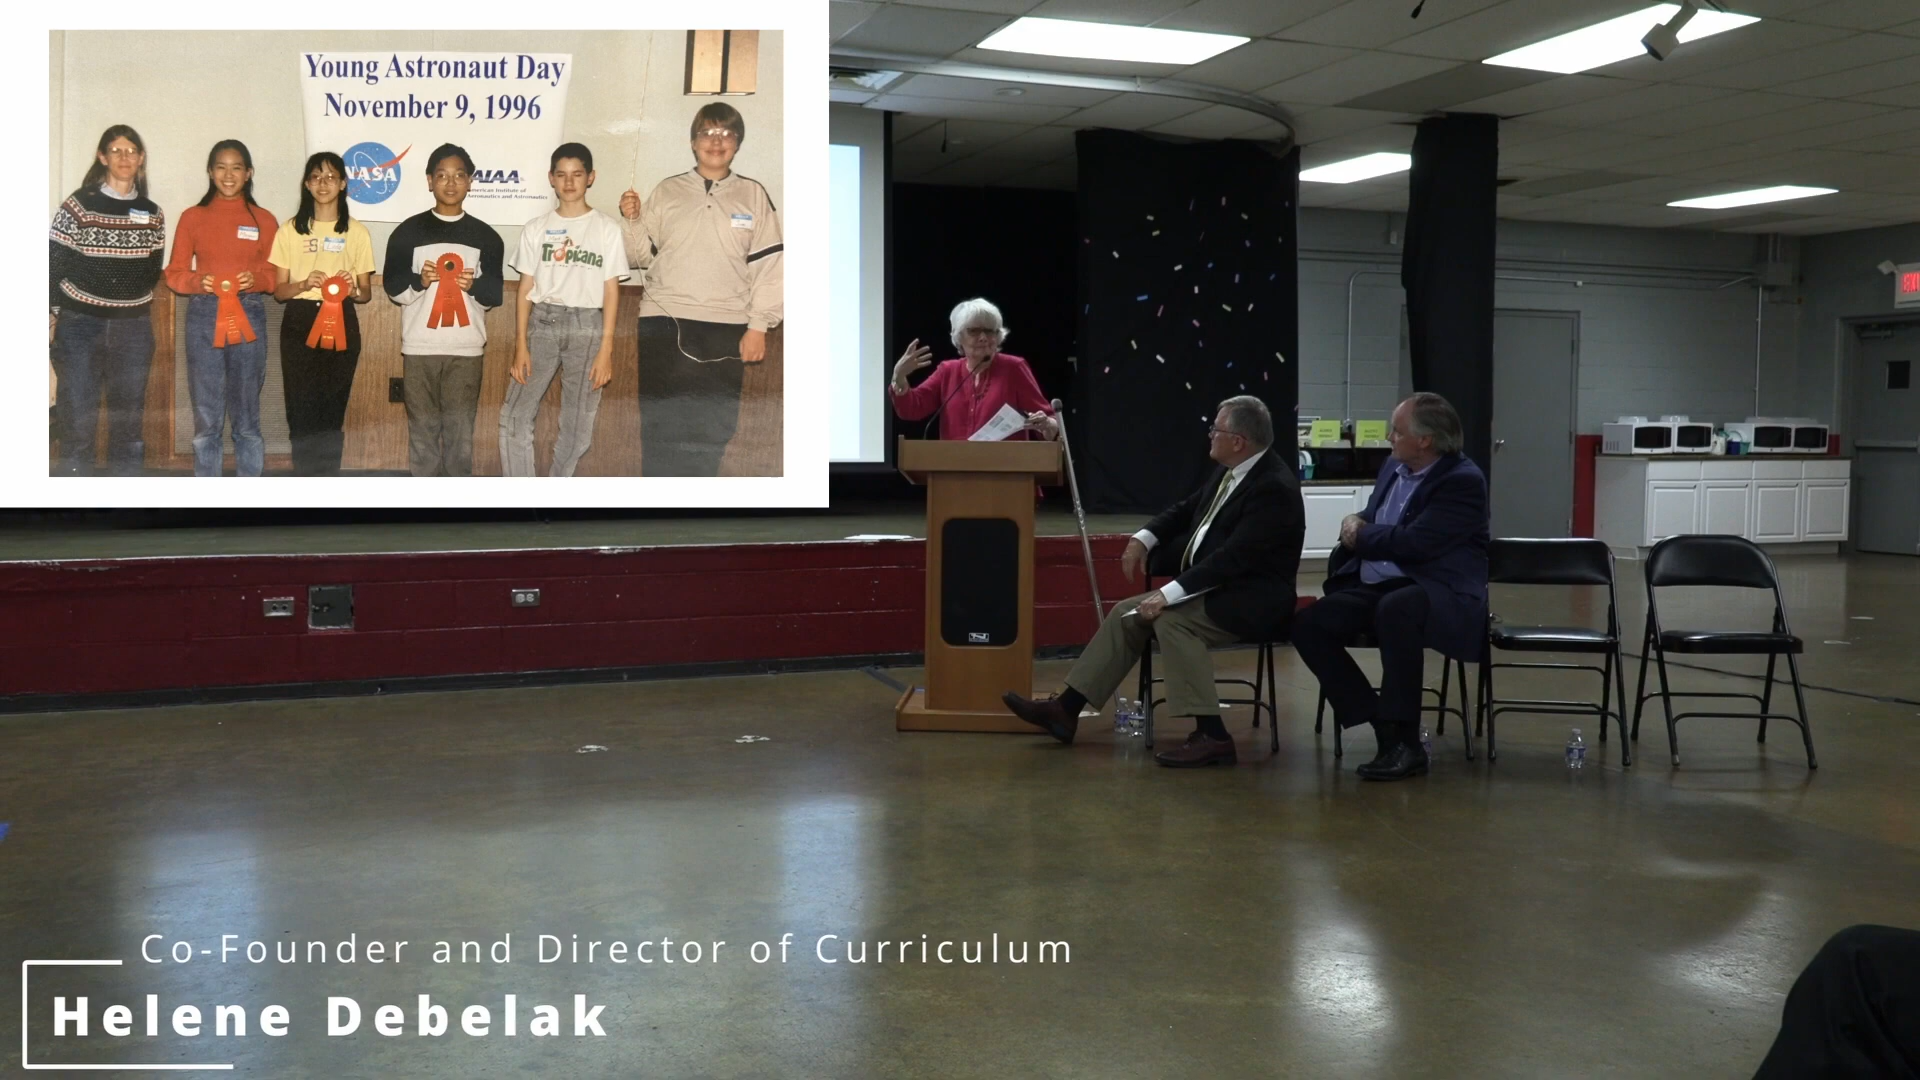 Young Astronaut Day
November 9, 1996
NASA
AIAA
American Institute of
Aeronautics and Astronautics
Tropicana
Co-Founder and Director of Curriculum
Helene Debelak